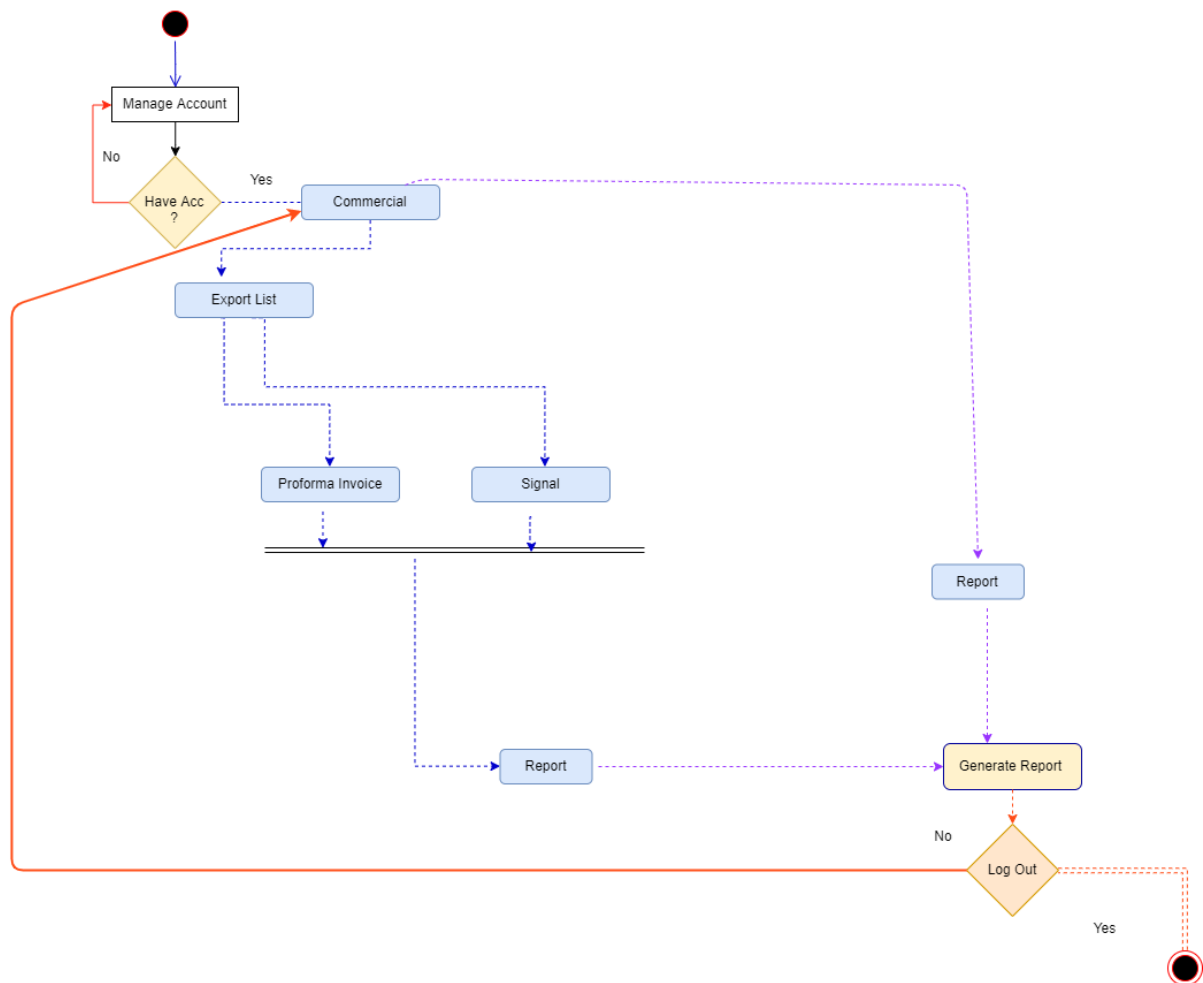 Manage Account
No
Yes
Have Acc
?
Commercial
Export List
Proforma Invoice
Signal
Report
Report
Generate Report
No
Log Out
Yes